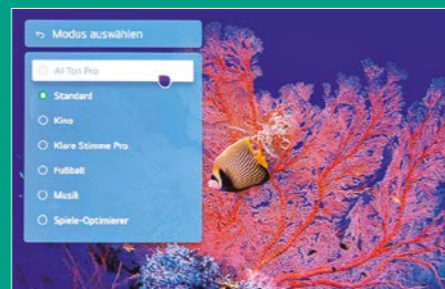 Modus auswählen
AI-Ton Pro
Standard
Kino
Klare Stimme Pro
Fußball
Musik
Spiele-Optimierer